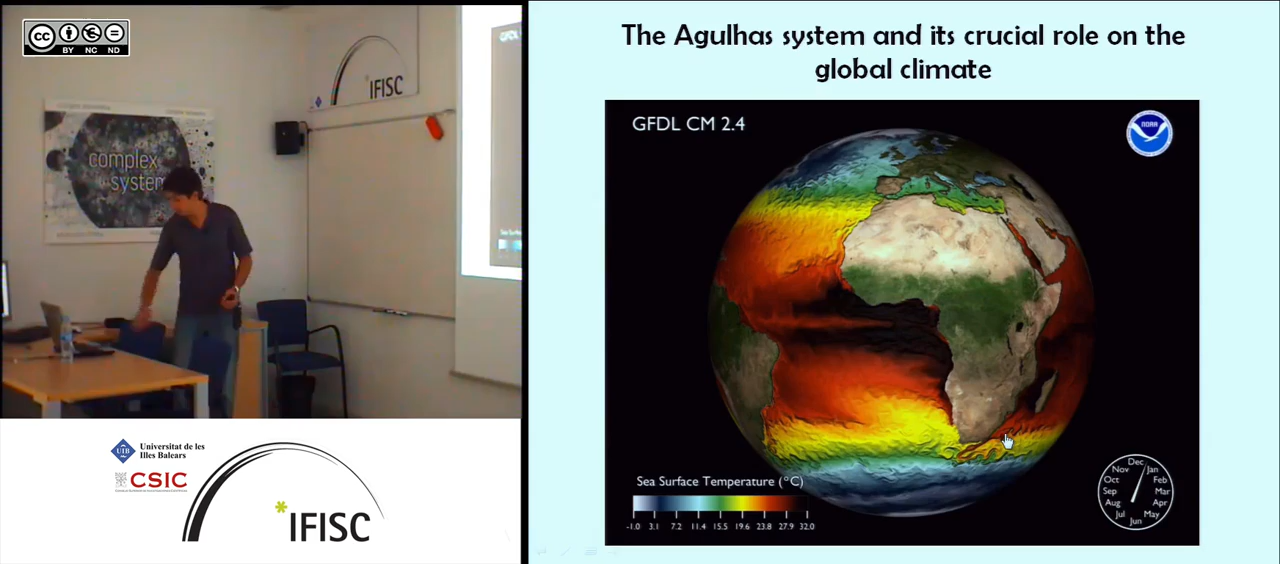 cc
BY NC ND
IFISC
complex
system
Universitat de les
Illes Balears
UIB
CSIC
IFISC
The Agulhas system and its crucial role on the
global climate
GFDL CM 2.4
NOAA
Sea Surface Temperature (°C)
-1.0 3.1 7.2 11.4 15.5 19.6 23.8 27.9 32.0
Dec
Nov Jan
Oct Feb
Sep Mar
Aug Apr
Jul May
Jun